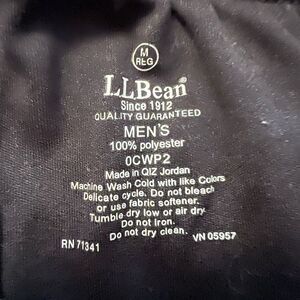 M
REG
L.L.Bean®
Since 1912
QUALITY GUARANTEED
MEN'S
100% polyester
0CWP2
Made in QIZ Jordan
Machine Wash Cold with like Colors
Delicate cycle. Do not bleach
or use fabric softener.
Tumble dry low or air dry
Do not Iron.
Do not dry clean.
RN 71341 VN 05957